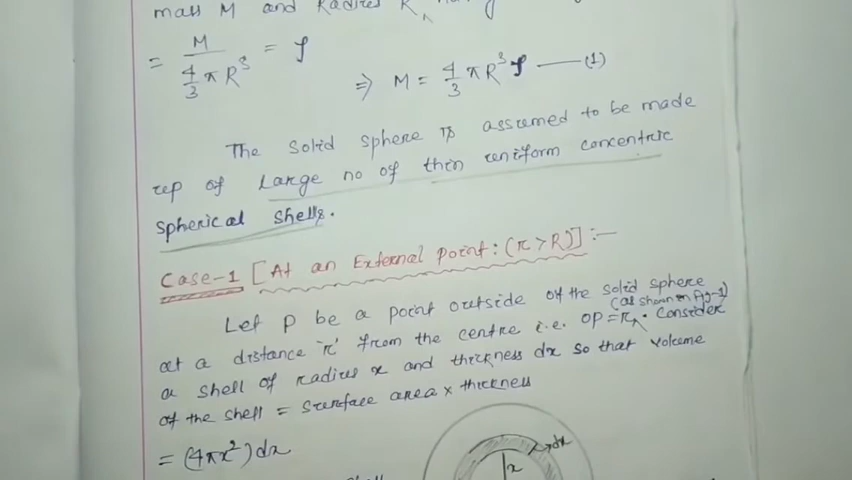 mass M and Radius R
= M / (4/3 π R³) = ρ
⇒ M = 4/3 π R³ ρ —— (1)
The solid sphere is assumed to be made
up of Large no of thin uniform concentric
spherical shells.
Case-1 [At an External point: (r > R)] :—
Let P be a point outside of the solid sphere
(as shown in fig-1)
at a distance 'r' from the centre i.e. OP = r. Consider
a shell of radius x and thickness dx so that volume
of the shell = surface area x thickness
= (4πx²) dx
x
dx